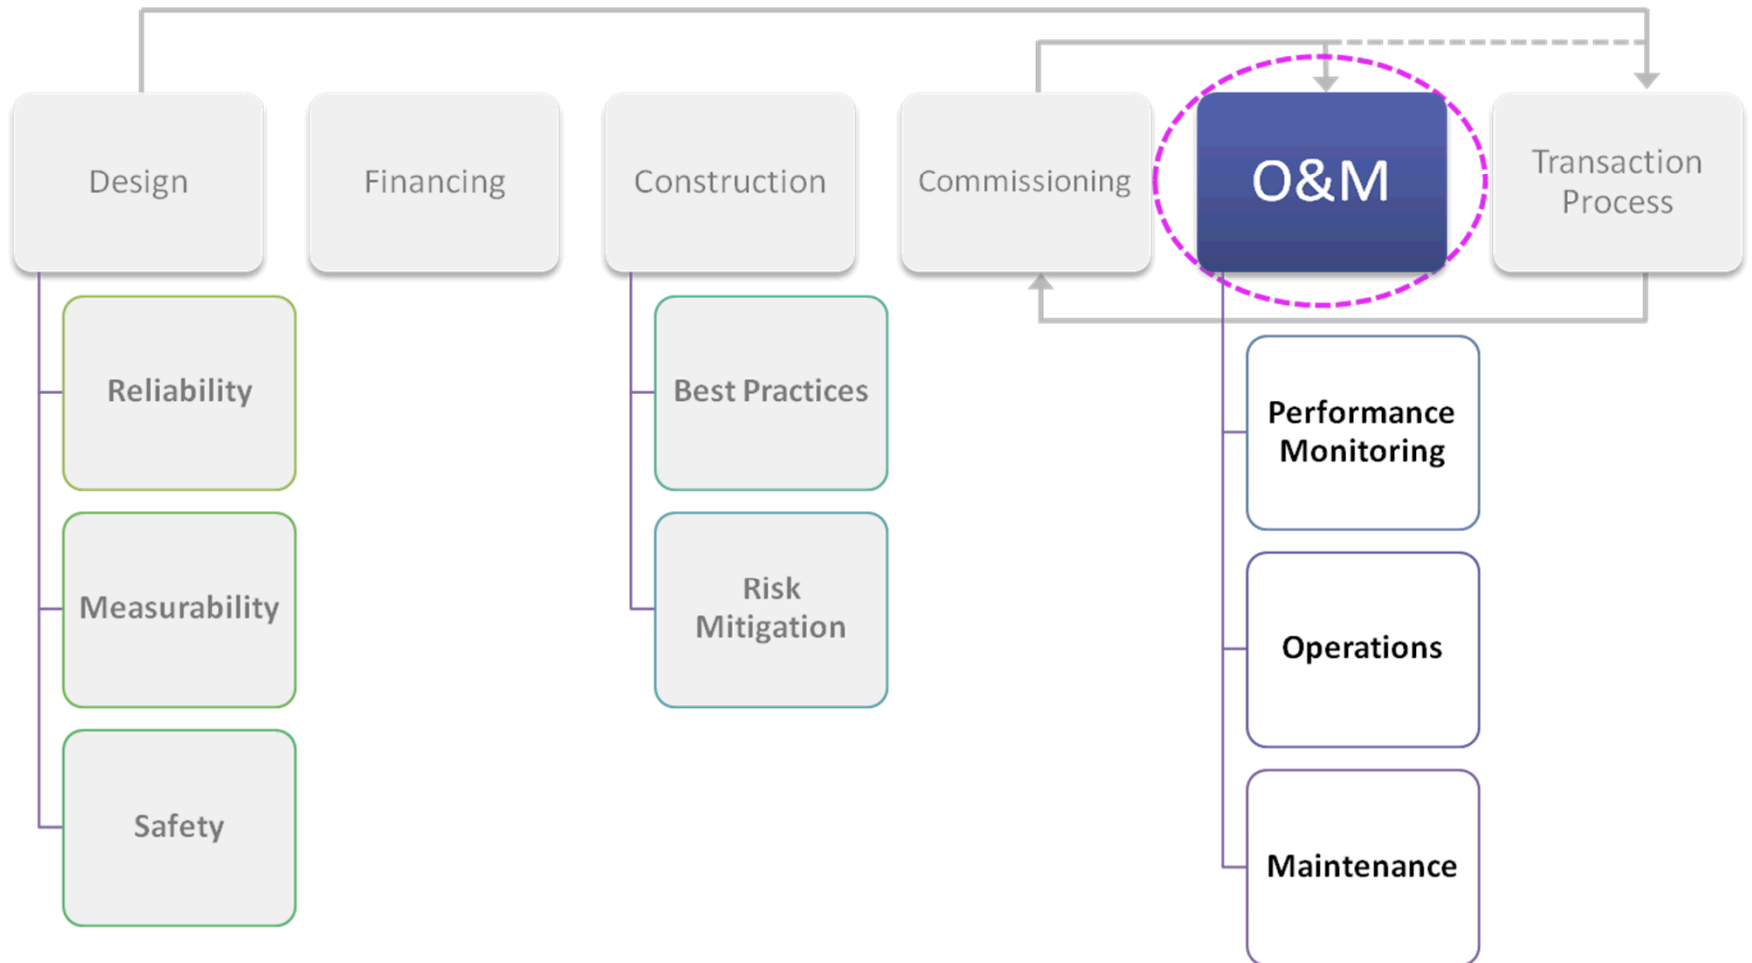 Design
Financing
Construction
Commissioning
O&M
Transaction
Process
Reliability
Measurability
Safety
Best Practices
Risk
Mitigation
Performance
Monitoring
Operations
Maintenance